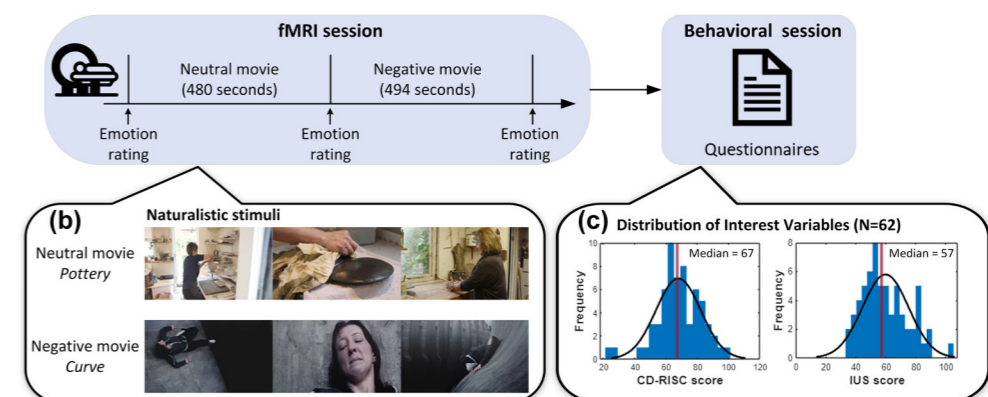 fMRI session
Neutral movie
(480 seconds)
Negative movie
(494 seconds)
Emotion
rating
Emotion
rating
Emotion
rating
Behavioral session
Questionnaires
(b)
Naturalistic stimuli
Neutral movie
Pottery
Negative movie
Curve
(c) Distribution of Interest Variables (N=62)
Median = 67
Frequency
10
8
6
4
2
0
20 40 60 80 100 120
CD-RISC score
Median = 57
Frequency
8
6
4
2
0
0 20 40 60 80 100
IUS score